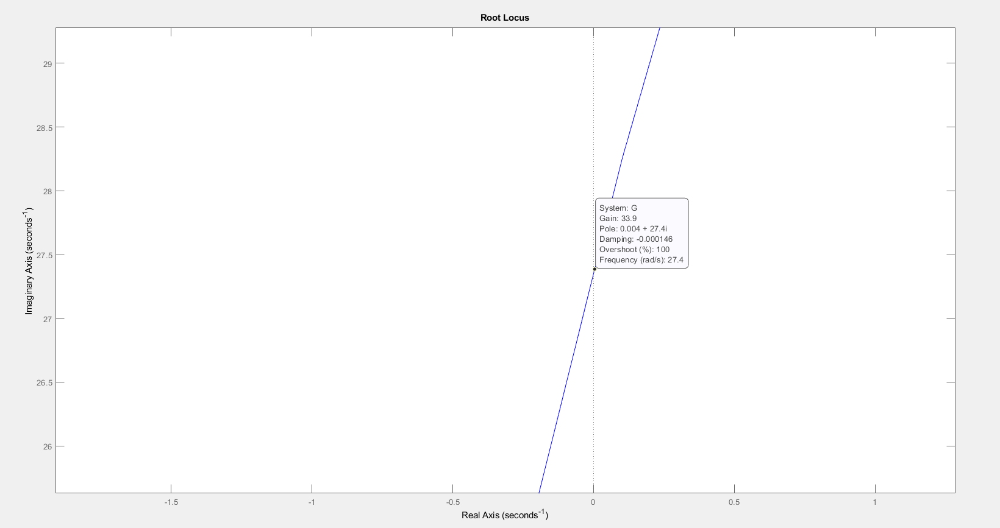 Root Locus
29
28.5
28
27.5
27
26.5
26
Imaginary Axis (seconds⁻¹)
System: G
Gain: 33.9
Pole: 0.004 + 27.4i
Damping: -0.000146
Overshoot (%): 100
Frequency (rad/s): 27.4
-1.5 -1 -0.5 0 0.5 1
Real Axis (seconds⁻¹)